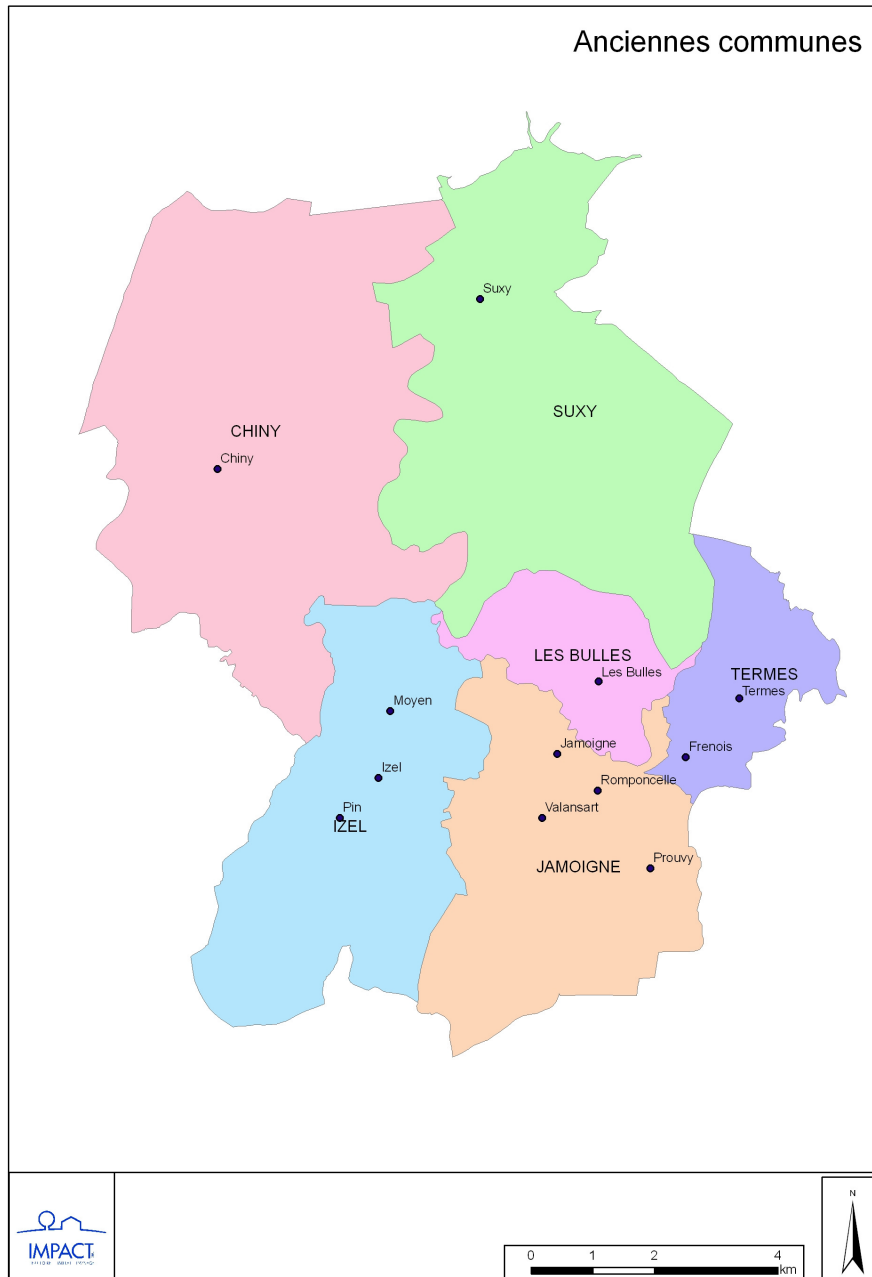 Anciennes communes
Suxy
SUXY
CHINY
Chiny
LES BULLES
Les Bulles
TERMES
Termes
Moyen
Jamoigne
Frenois
Izel
Romponcelle
Pin
IZEL
Valansart
JAMOIGNE
Prouvy
IMPACT
N
0 1 2 4
km